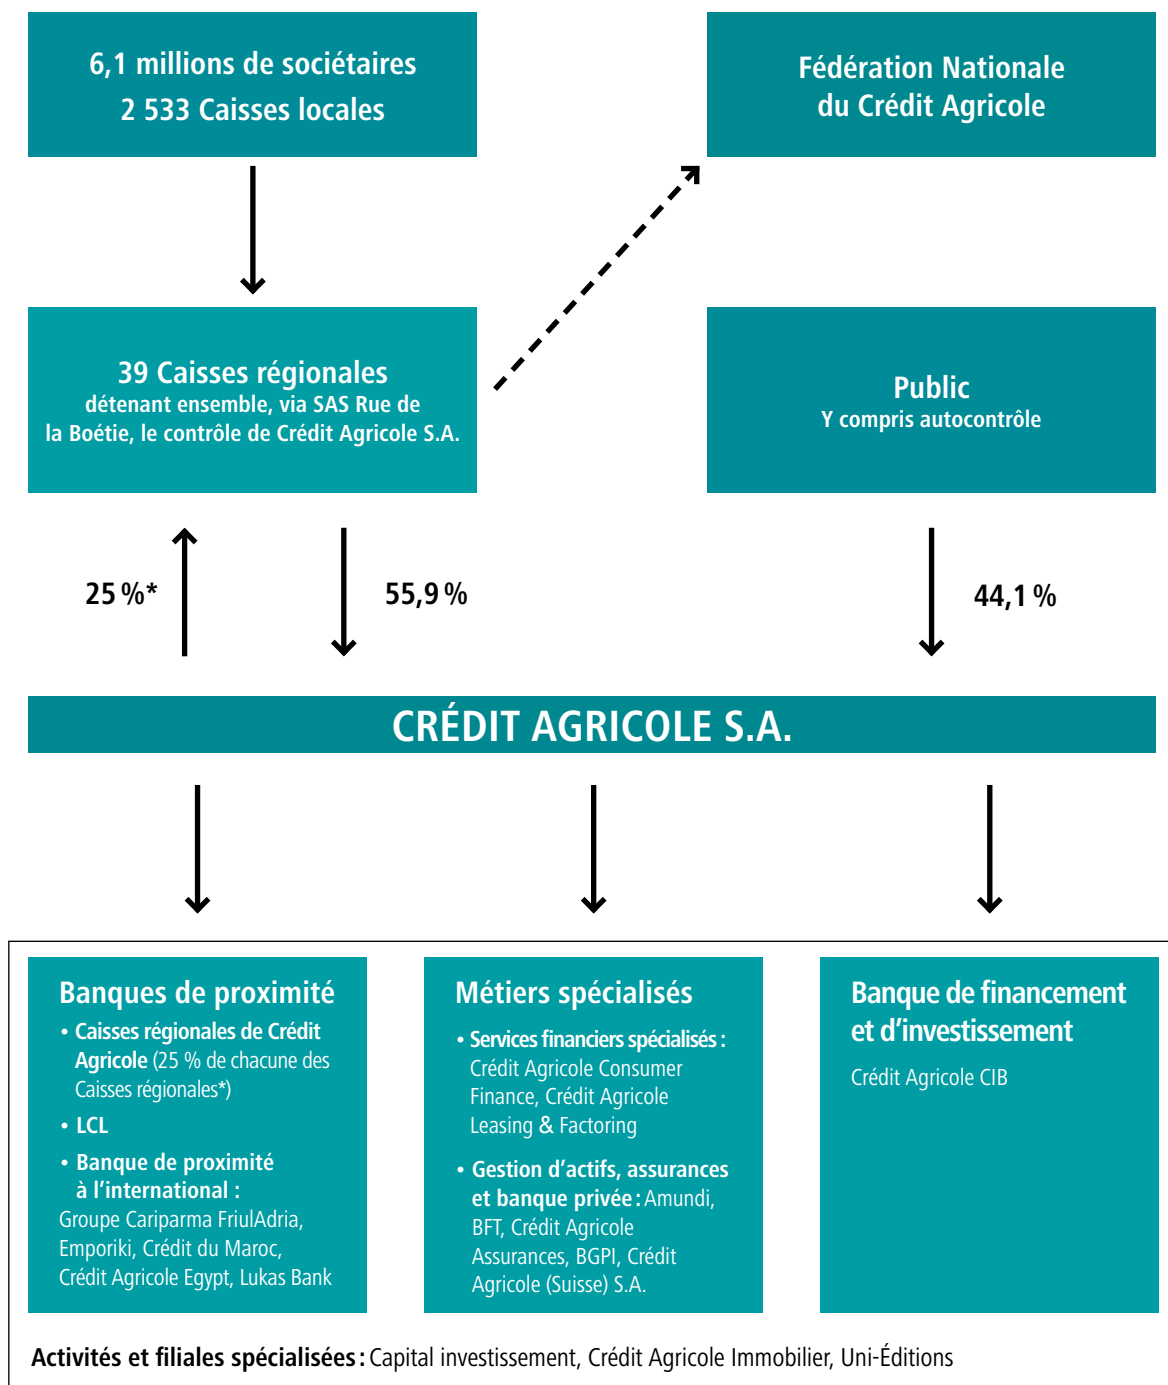 6,1 millions de sociétaires
2 533 Caisses locales
Fédération Nationale
du Crédit Agricole
39 Caisses régionales
détenant ensemble, via SAS Rue de
la Boétie, le contrôle de Crédit Agricole S.A.
Public
Y compris autocontrôle
25 %*
55,9 %
44,1 %
CRÉDIT AGRICOLE S.A.
Banques de proximité
• Caisses régionales de Crédit
Agricole (25 % de chacune des
Caisses régionales*)
• LCL
• Banque de proximité
à l’international :
Groupe Cariparma FriulAdria,
Emporiki, Crédit du Maroc,
Crédit Agricole Egypt, Lukas Bank
Métiers spécialisés
• Services financiers spécialisés :
Crédit Agricole Consumer
Finance, Crédit Agricole
Leasing & Factoring
• Gestion d’actifs, assurances
et banque privée : Amundi,
BFT, Crédit Agricole
Assurances, BGPI, Crédit
Agricole (Suisse) S.A.
Banque de financement
et d’investissement
Crédit Agricole CIB
Activités et filiales spécialisées : Capital investissement, Crédit Agricole Immobilier, Uni-Éditions